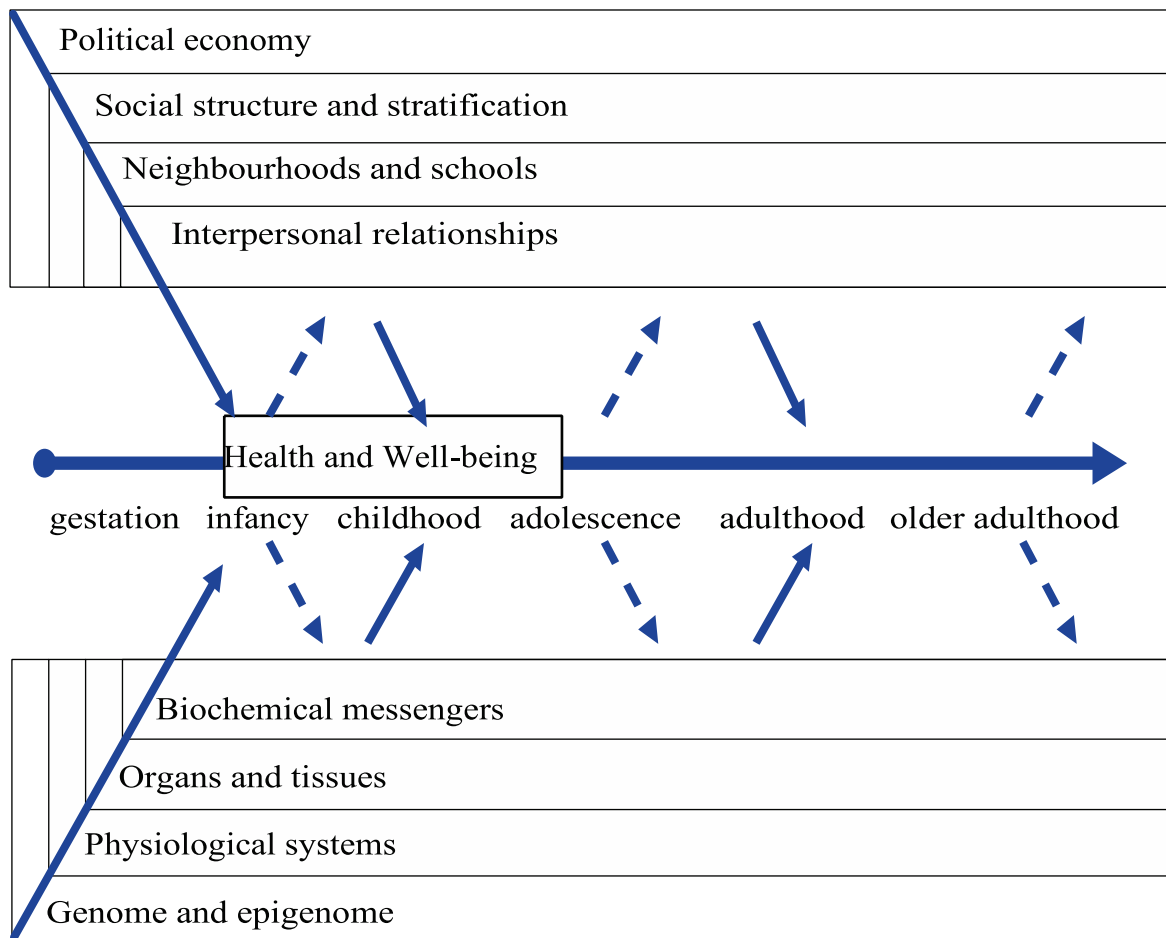 Political economy
Social structure and stratification
Neighbourhoods and schools
Interpersonal relationships
Health and Well-being
gestation infancy childhood adolescence adulthood older adulthood
Biochemical messengers
Organs and tissues
Physiological systems
Genome and epigenome